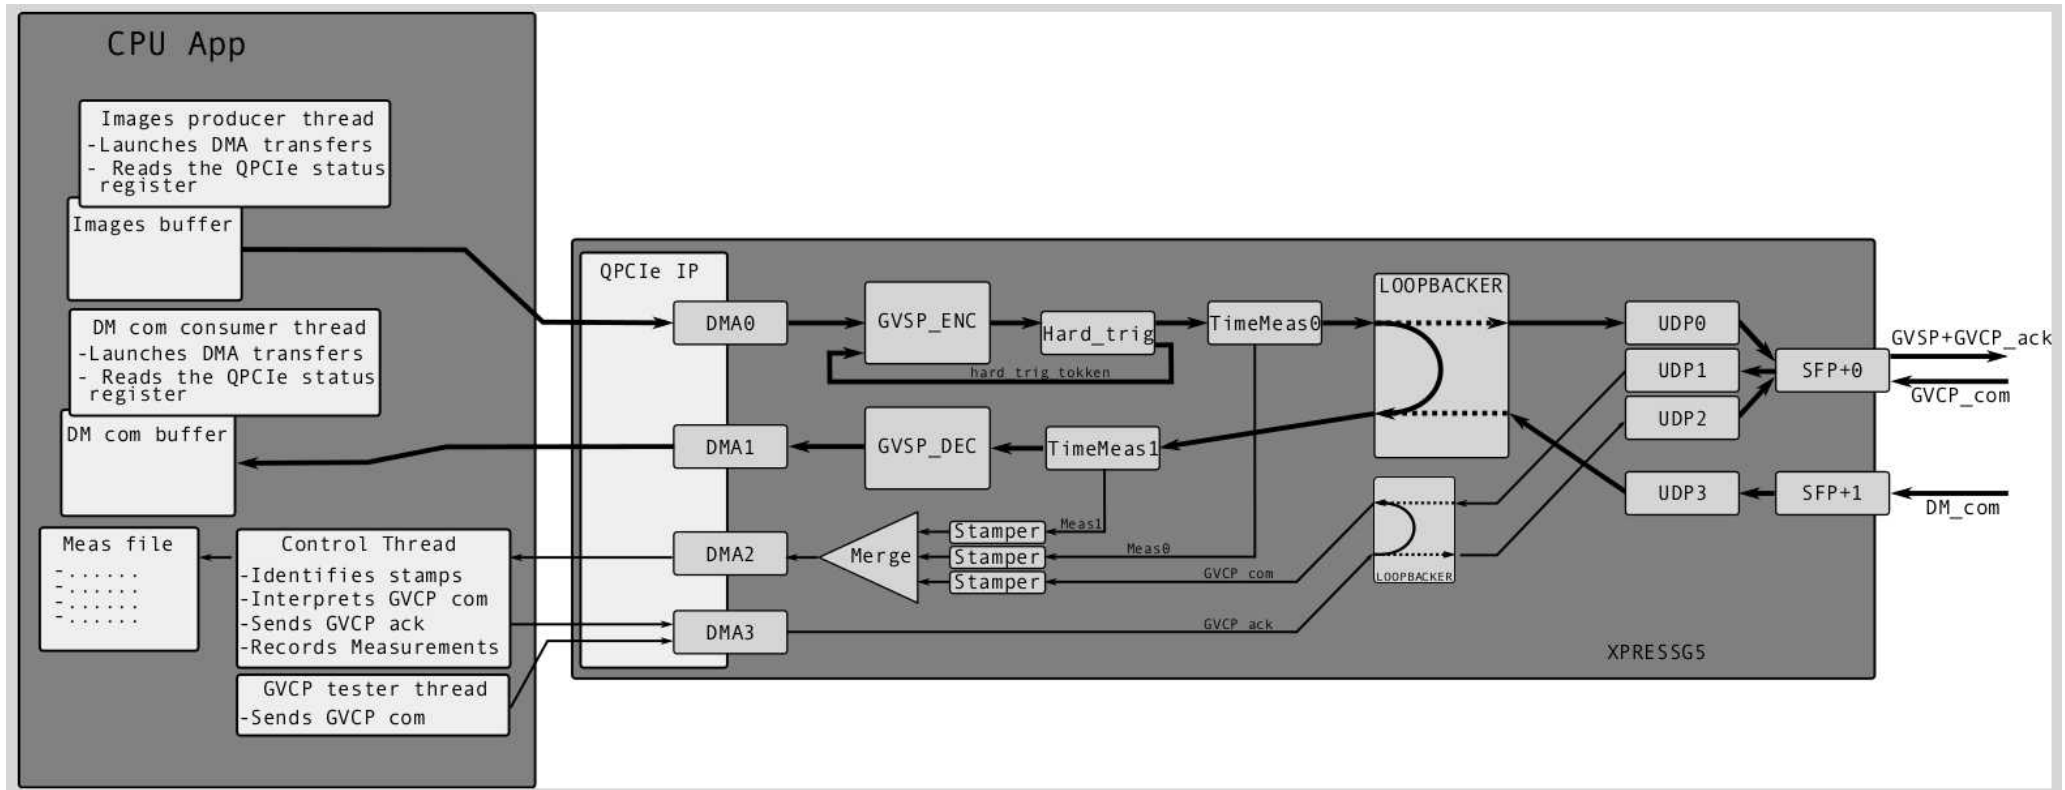 CPU App
Images producer thread
-Launches DMA transfers
- Reads the QPCIe status
register
Images buffer
DM com consumer thread
-Launches DMA transfers
- Reads the QPCIe status
register
DM com buffer
Meas file
-......
-......
-......
-......
Control Thread
-Identifies stamps
-Interprets GVCP com
-Sends GVCP ack
-Records Measurements
GVCP tester thread
-Sends GVCP com
QPCIe IP
DMA0
DMA1
DMA2
DMA3
GVSP_ENC
Hard_trig
hard trig tokken
TimeMeas0
LOOPBACKER
GVSP_DEC
TimeMeas1
Merge
Stamper
Stamper
Stamper
Meas1
Meas0
GVCP com
GVCP ack
LOOPBACKER
UDP0
UDP1
UDP2
UDP3
SFP+0
SFP+1
GVSP+GVCP_ack
GVCP_com
DM_com
XPRESSG5